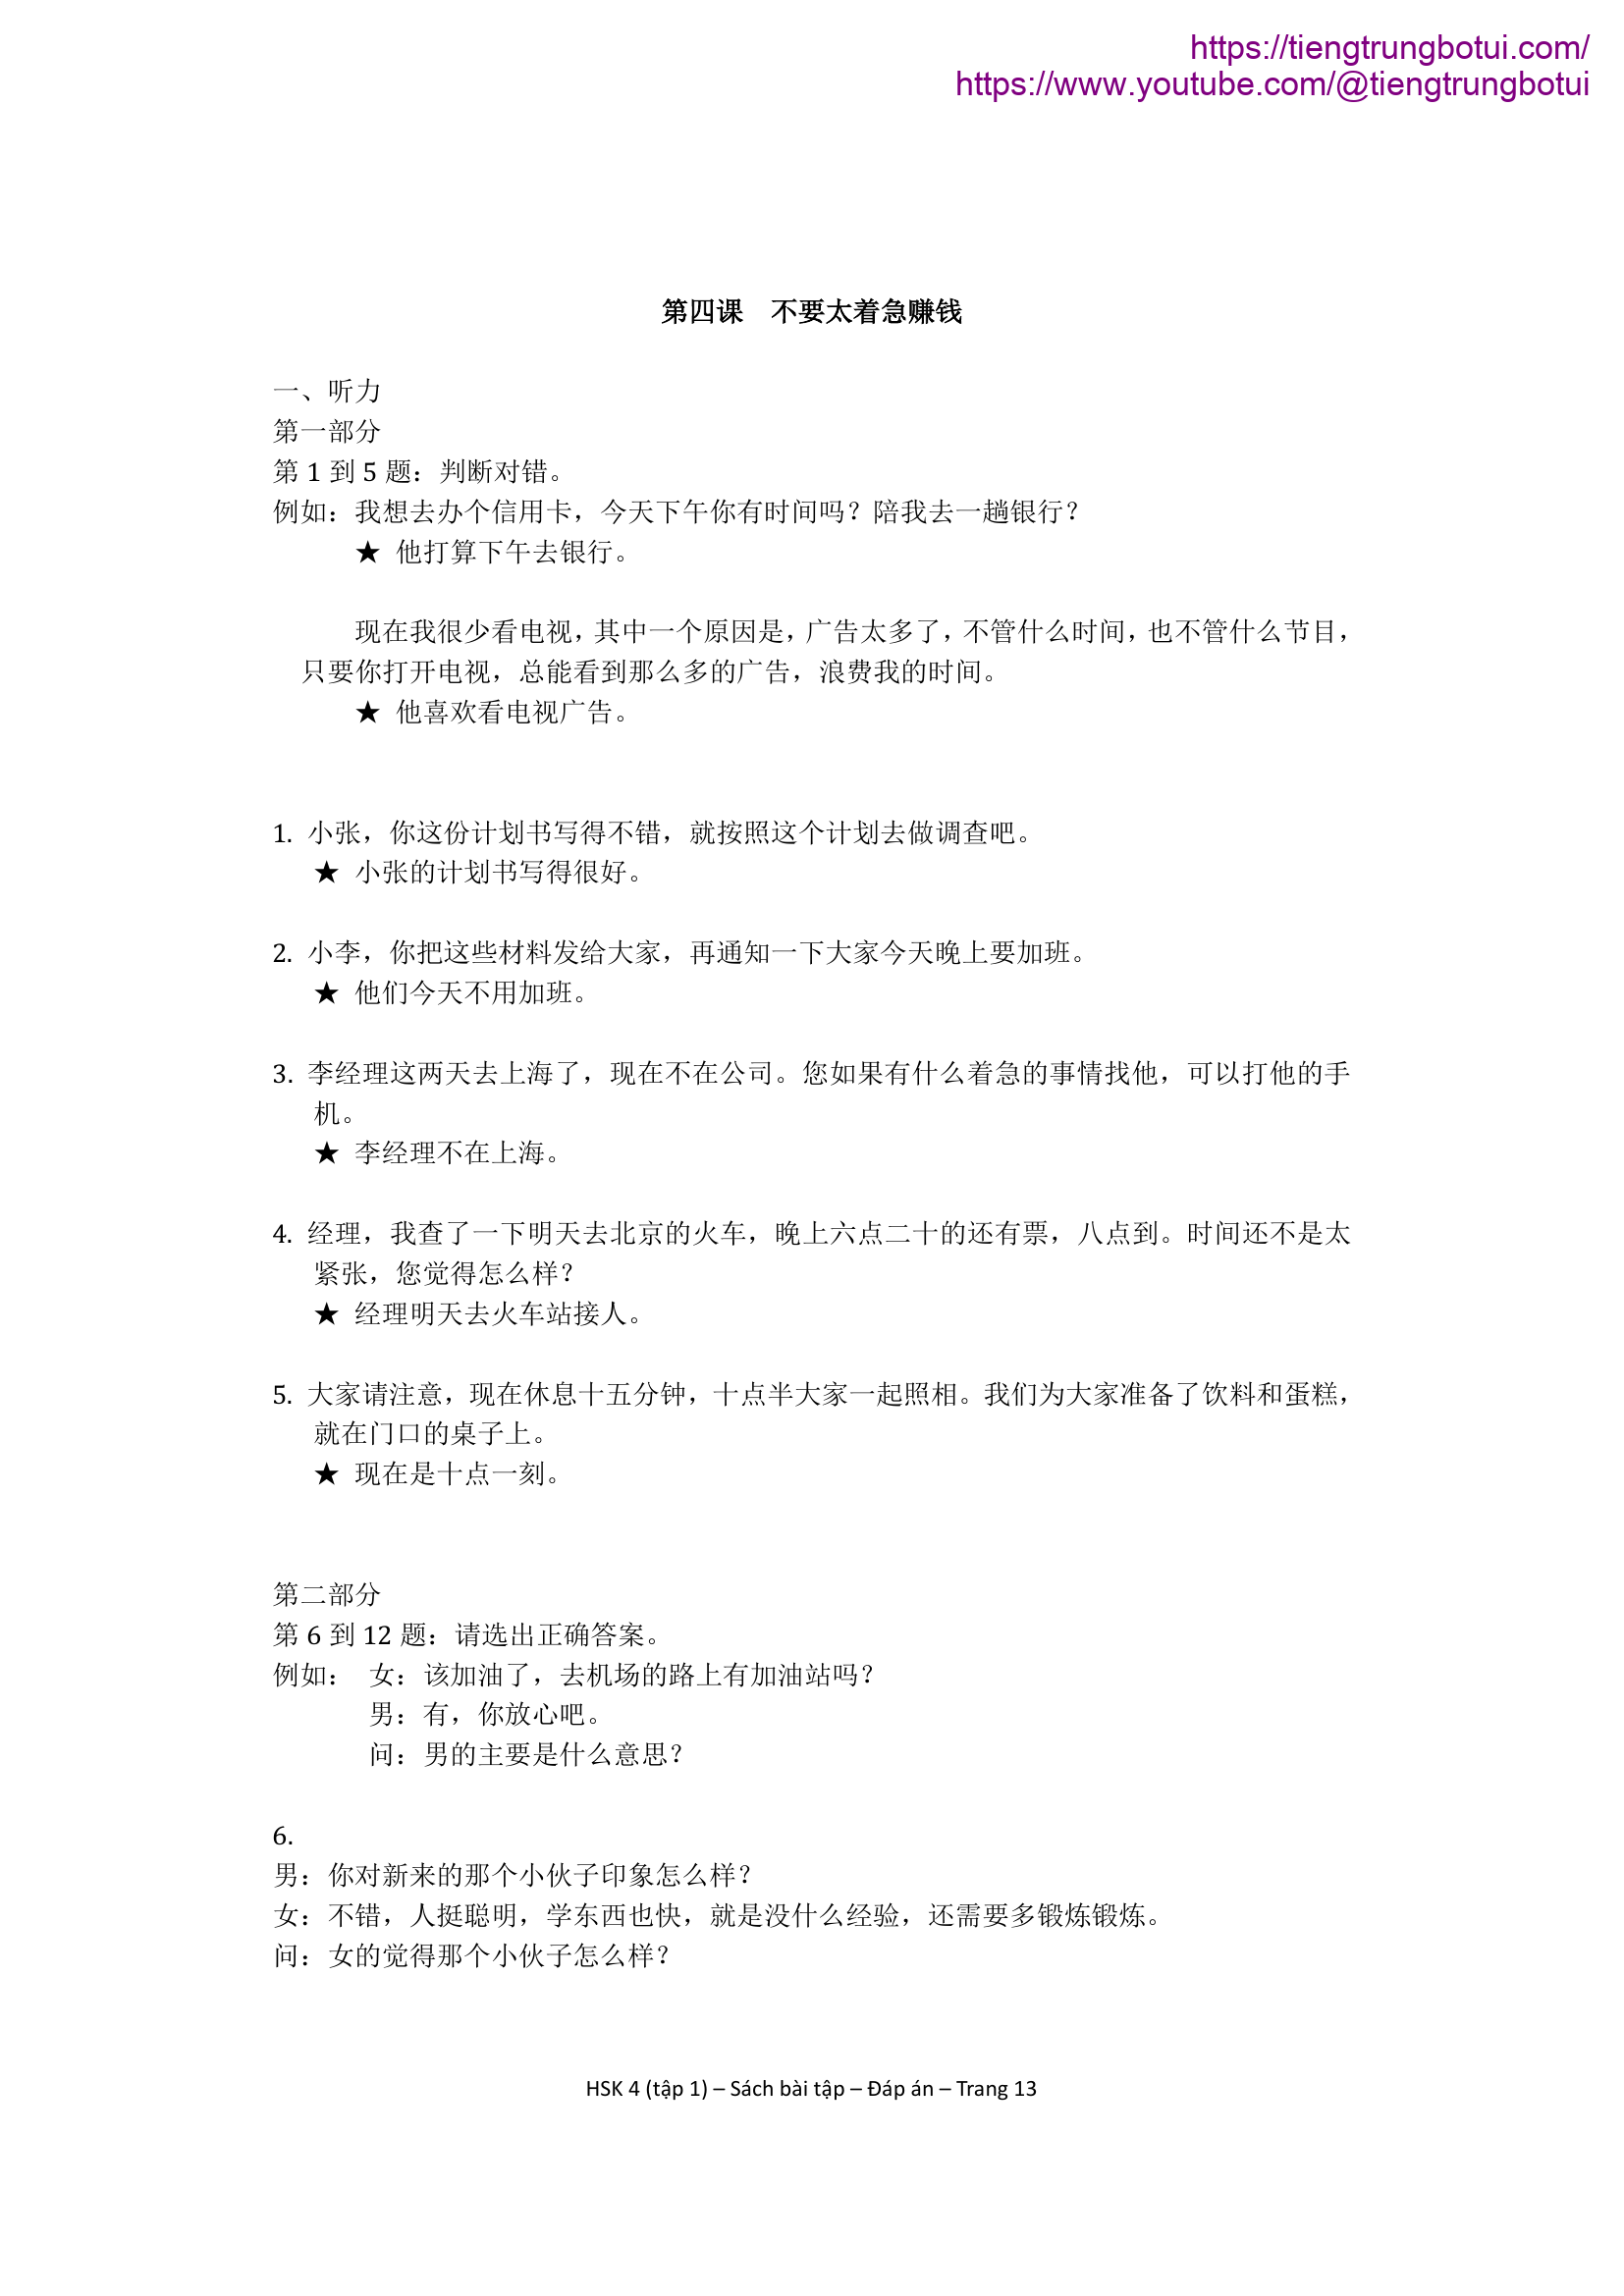 https://tiengtrungbotui.com/
https://www.youtube.com/@tiengtrungbotui
第四课 不要太着急赚钱
一、听力
第一部分
第 1 到 5 题：判断对错。
例如：我想去办个信用卡，今天下午你有时间吗？陪我去一趟银行？
★ 他打算下午去银行。
现在我很少看电视，其中一个原因是，广告太多了，不管什么时间，也不管什么节目，
只要你打开电视，总能看到那么多的广告，浪费我的时间。
★ 他喜欢看电视广告。
1. 小张，你这份计划书写得不错，就按照这个计划去做调查吧。
★ 小张的计划书写得很好。
2. 小李，你把这些材料发给大家，再通知一下大家今天晚上要加班。
★ 他们今天不用加班。
3. 李经理这两天去上海了，现在不在公司。您如果有什么着急的事情找他，可以打他的手
机。
★ 李经理不在上海。
4. 经理，我查了一下明天去北京的火车，晚上六点二十的还有票，八点到。时间还不是太
紧张，您觉得怎么样？
★ 经理明天去火车站接人。
5. 大家请注意，现在休息十五分钟，十点半大家一起照相。我们为大家准备了饮料和蛋糕，
就在门口的桌子上。
★ 现在是十点一刻。
第二部分
第 6 到 12 题：请选出正确答案。
例如： 女：该加油了，去机场的路上有加油站吗？
男：有，你放心吧。
问：男的主要是什么意思？
6.
男：你对新来的那个小伙子印象怎么样？
女：不错，人挺聪明，学东西也快，就是没什么经验，还需要多锻炼锻炼。
问：女的觉得那个小伙子怎么样？
HSK 4 (tập 1) – Sách bài tập – Đáp án – Trang 13